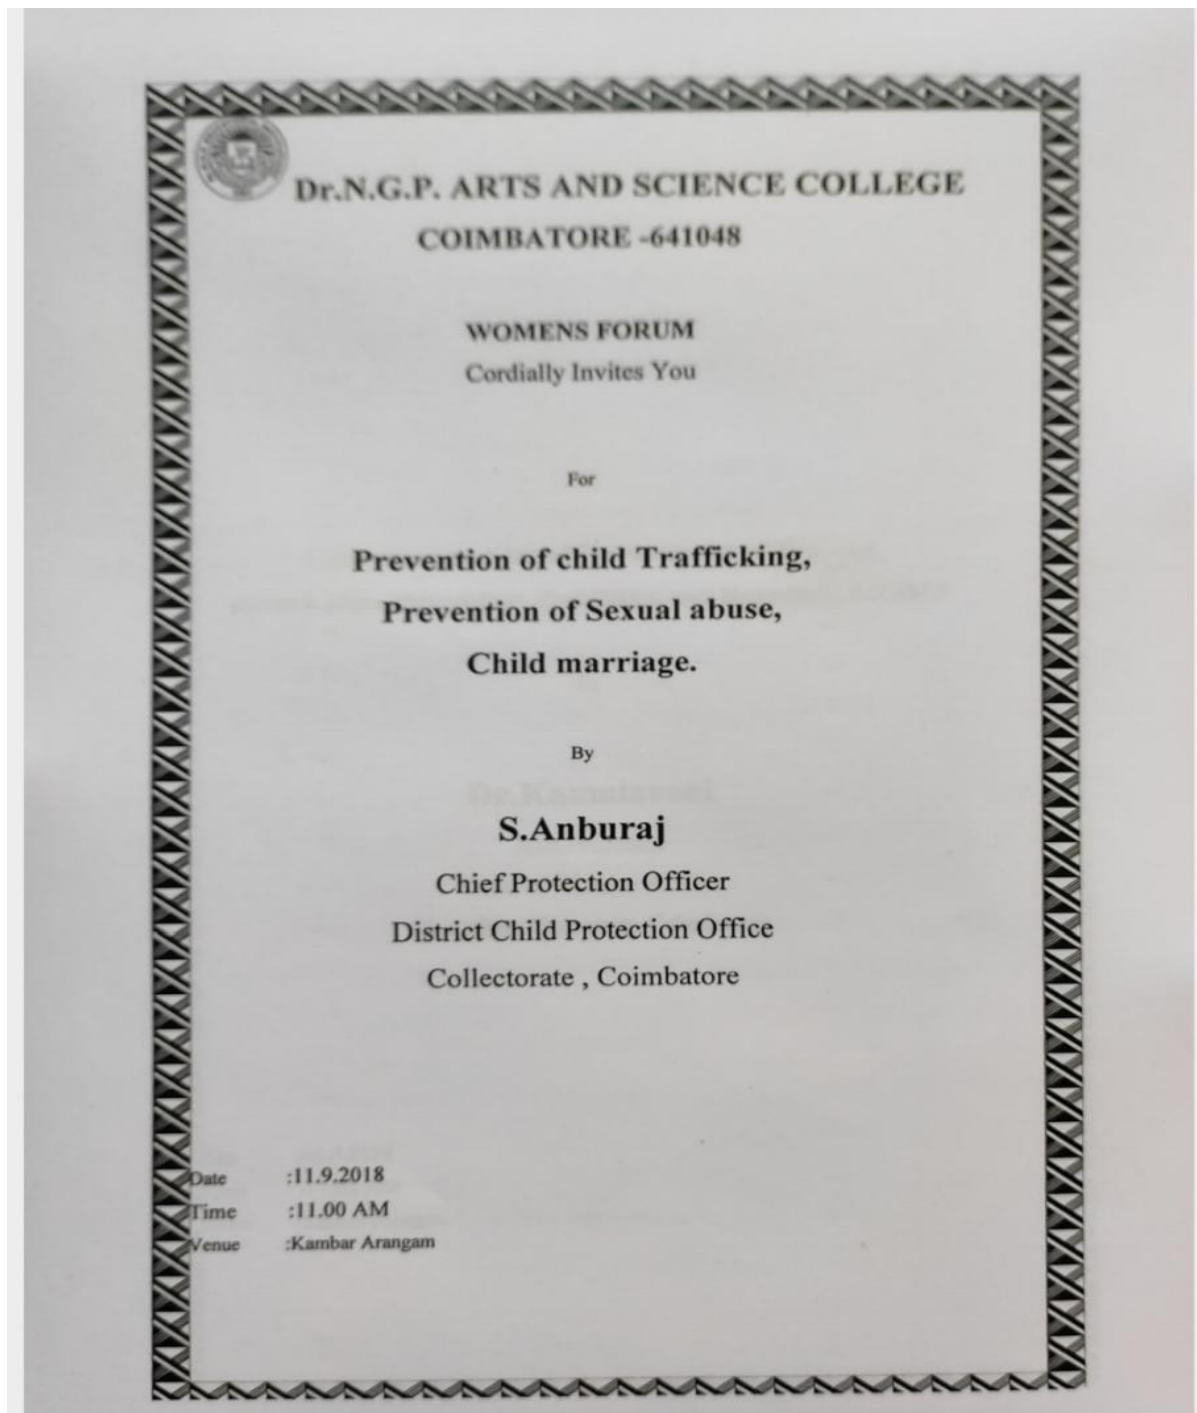 Dr.N.G.P. ARTS AND SCIENCE COLLEGE
COIMBATORE -641048
WOMENS FORUM
Cordially Invites You
For
Prevention of child Trafficking,
Prevention of Sexual abuse,
Child marriage.
By
S.Anburaj
Chief Protection Officer
District Child Protection Office
Collectorate , Coimbatore
Date :11.9.2018
Time :11.00 AM
Venue :Kambar Arangam